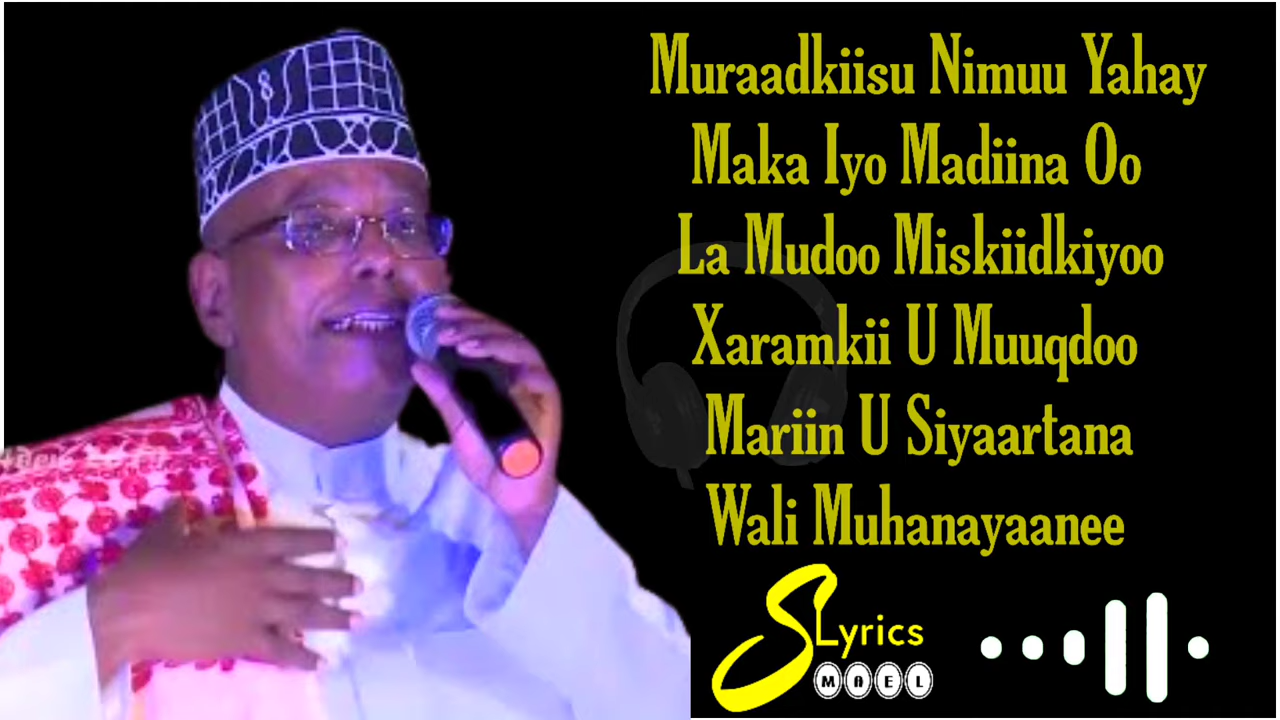 Muraadkiisu Nimuu Yahay
Maka Iyo Madiina Oo
La Mudoo Miskiidkiyoo
Xaramkii U Muuqdoo
Mariin U Siyaartana
Wali Muhanayaanee
SLyrics
MAEL